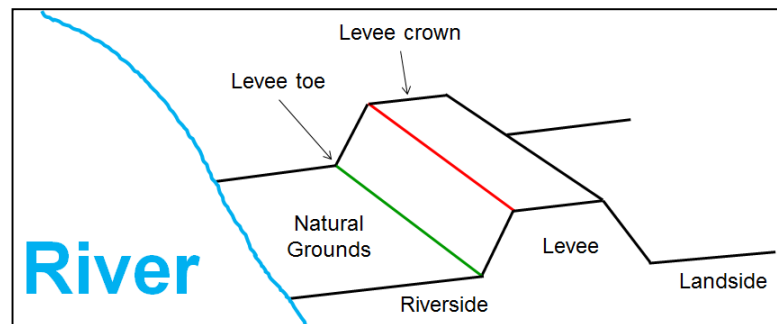 Levee crown
Levee toe
Natural
Grounds
Levee
River
Landside
Riverside